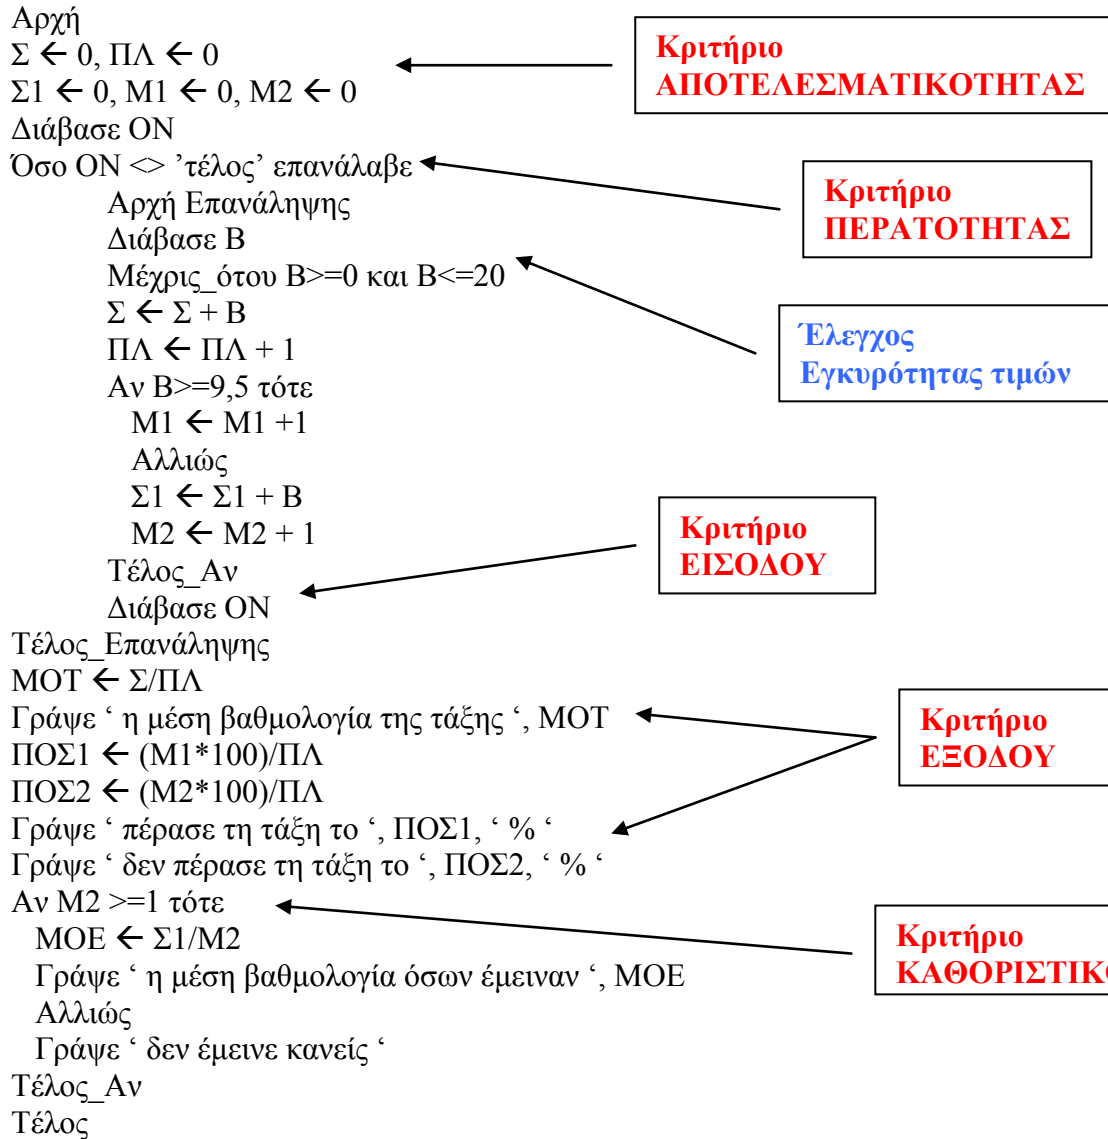 Αρχή
Σ ← 0, ΠΛ ← 0
Σ1 ← 0, Μ1 ← 0, Μ2 ← 0
Διάβασε ΟΝ
Όσο ΟΝ <> ’τέλος’ επανάλαβε
Αρχή Επανάληψης
Διάβασε Β
Μέχρις_ότου Β>=0 και Β<=20
Σ ← Σ + Β
ΠΛ ← ΠΛ + 1
Αν Β>=9,5 τότε
Μ1 ← Μ1 +1
Αλλιώς
Σ1 ← Σ1 + Β
Μ2 ← Μ2 + 1
Τέλος_Αν
Διάβασε ΟΝ
Τέλος_Επανάληψης
ΜΟΤ ← Σ/ΠΛ
Γράψε ‘ η μέση βαθμολογία της τάξης ‘, ΜΟΤ
ΠΟΣ1 ← (Μ1*100)/ΠΛ
ΠΟΣ2 ← (Μ2*100)/ΠΛ
Γράψε ‘ πέρασε τη τάξη το ‘, ΠΟΣ1, ‘ % ‘
Γράψε ‘ δεν πέρασε τη τάξη το ‘, ΠΟΣ2, ‘ % ‘
Αν Μ2 >=1 τότε
ΜΟΕ ← Σ1/Μ2
Γράψε ‘ η μέση βαθμολογία όσων έμειναν ‘, ΜΟΕ
Αλλιώς
Γράψε ‘ δεν έμεινε κανείς ‘
Τέλος_Αν
Τέλος
Κριτήριο
ΑΠΟΤΕΛΕΣΜΑΤΙΚΟΤΗΤΑΣ
Κριτήριο
ΠΕΡΑΤΟΤΗΤΑΣ
Έλεγχος
Εγκυρότητας τιμών
Κριτήριο
ΕΙΣΟΔΟΥ
Κριτήριο
ΕΞΟΔΟΥ
Κριτήριο